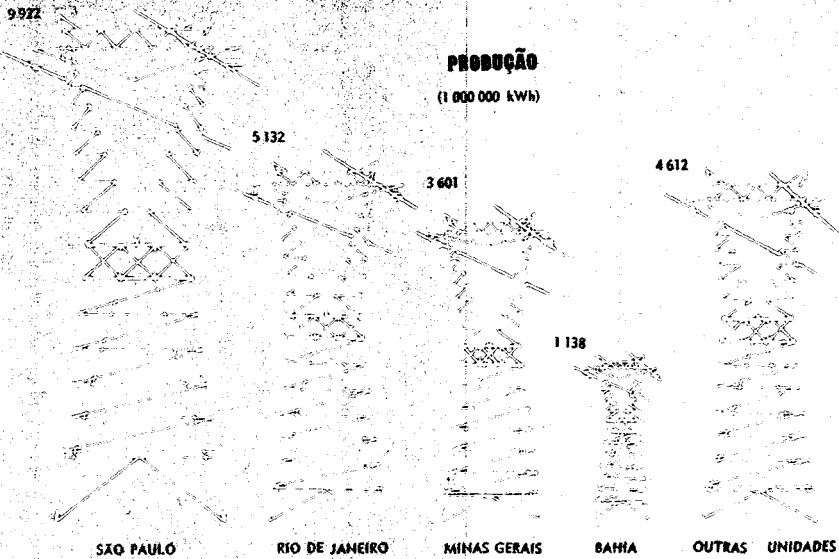 9 922
PRODUÇÃO
(1 000 000 kWh)
5 132
3 601
4 612
1 138
SÃO PAULO
RIO DE JANEIRO
MINAS GERAIS
BAHIA
OUTRAS UNIDADES